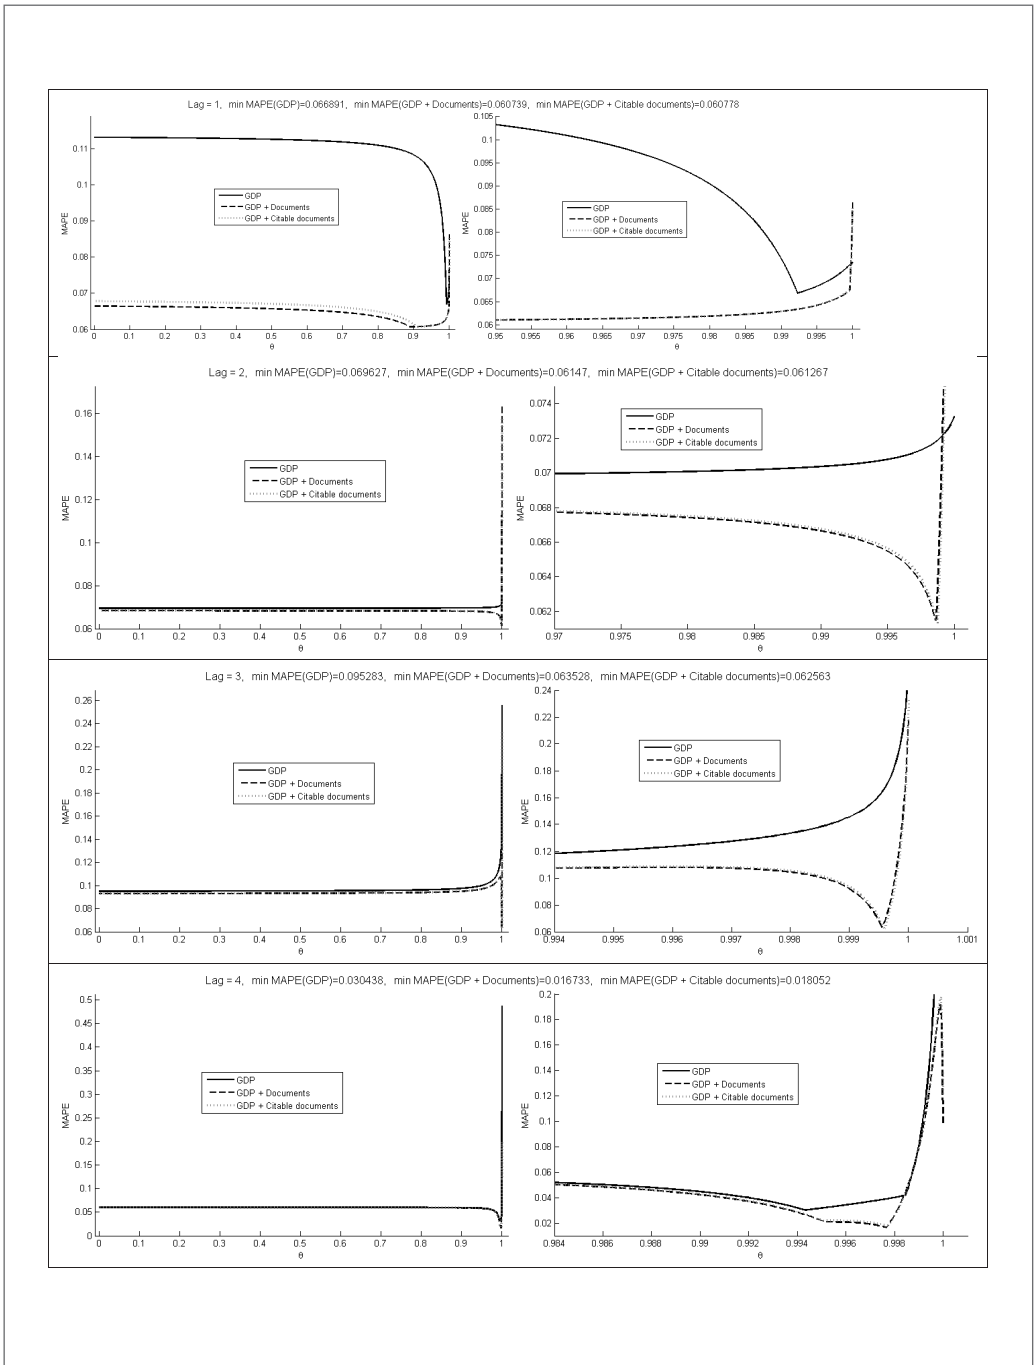 Lag = 1, min MAPE(GDP)=0.066891, min MAPE(GDP + Documents)=0.060739, min MAPE(GDP + Citable documents)=0.060778
0.11
0.1
0.09
0.08
0.07
0.06
MAPE
GDP
GDP + Documents
GDP + Citable documents
0 0.1 0.2 0.3 0.4 0.5 0.6 0.7 0.8 0.9 1
θ
0.105
0.1
0.095
0.09
0.085
0.08
0.075
0.07
0.065
0.06
MAPE
GDP
GDP + Documents
GDP + Citable documents
0.95 0.955 0.96 0.965 0.97 0.975 0.98 0.985 0.99 0.995 1
θ
Lag = 2, min MAPE(GDP)=0.069627, min MAPE(GDP + Documents)=0.06147, min MAPE(GDP + Citable documents)=0.061267
0.16
0.14
0.12
0.1
0.08
0.06
MAPE
GDP
GDP + Documents
GDP + Citable documents
0 0.1 0.2 0.3 0.4 0.5 0.6 0.7 0.8 0.9 1
θ
0.074
0.072
0.07
0.068
0.066
0.064
0.062
MAPE
GDP
GDP + Documents
GDP + Citable documents
0.97 0.975 0.98 0.985 0.99 0.995 1
θ
Lag = 3, min MAPE(GDP)=0.095283, min MAPE(GDP + Documents)=0.063528, min MAPE(GDP + Citable documents)=0.062563
0.26
0.24
0.22
0.2
0.18
0.16
0.14
0.12
0.1
0.08
0.06
MAPE
GDP
GDP + Documents
GDP + Citable documents
0 0.1 0.2 0.3 0.4 0.5 0.6 0.7 0.8 0.9 1
θ
0.24
0.22
0.2
0.18
0.16
0.14
0.12
0.1
0.08
0.06
MAPE
GDP
GDP + Documents
GDP + Citable documents
0.994 0.995 0.996 0.997 0.998 0.999 1 1.001
θ
Lag = 4, min MAPE(GDP)=0.030438, min MAPE(GDP + Documents)=0.016733, min MAPE(GDP + Citable documents)=0.018052
0.5
0.45
0.4
0.35
0.3
0.25
0.2
0.15
0.1
0.05
0
MAPE
GDP
GDP + Documents
GDP + Citable documents
0 0.1 0.2 0.3 0.4 0.5 0.6 0.7 0.8 0.9 1
θ
0.2
0.18
0.16
0.14
0.12
0.1
0.08
0.06
0.04
0.02
MAPE
GDP
GDP + Documents
GDP + Citable documents
0.984 0.986 0.988 0.99 0.992 0.994 0.996 0.998 1
θ